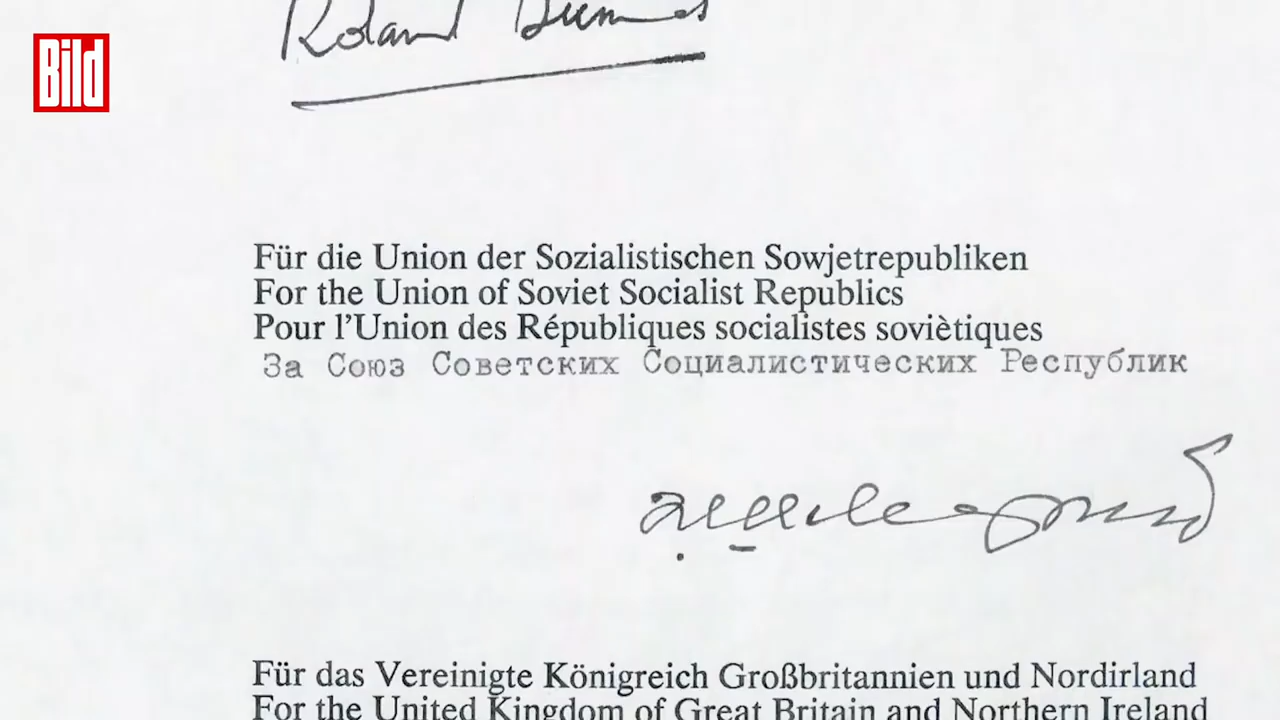 Bild
Roland Dumas
Für die Union der Sozialistischen Sowjetrepubliken
For the Union of Soviet Socialist Republics
Pour l'Union des Républiques socialistes soviètiques
За Союз Советских Социалистических Республик
Für das Vereinigte Königreich Großbritannien und Nordirland
For the United Kingdom of Great Britain and Northern Ireland